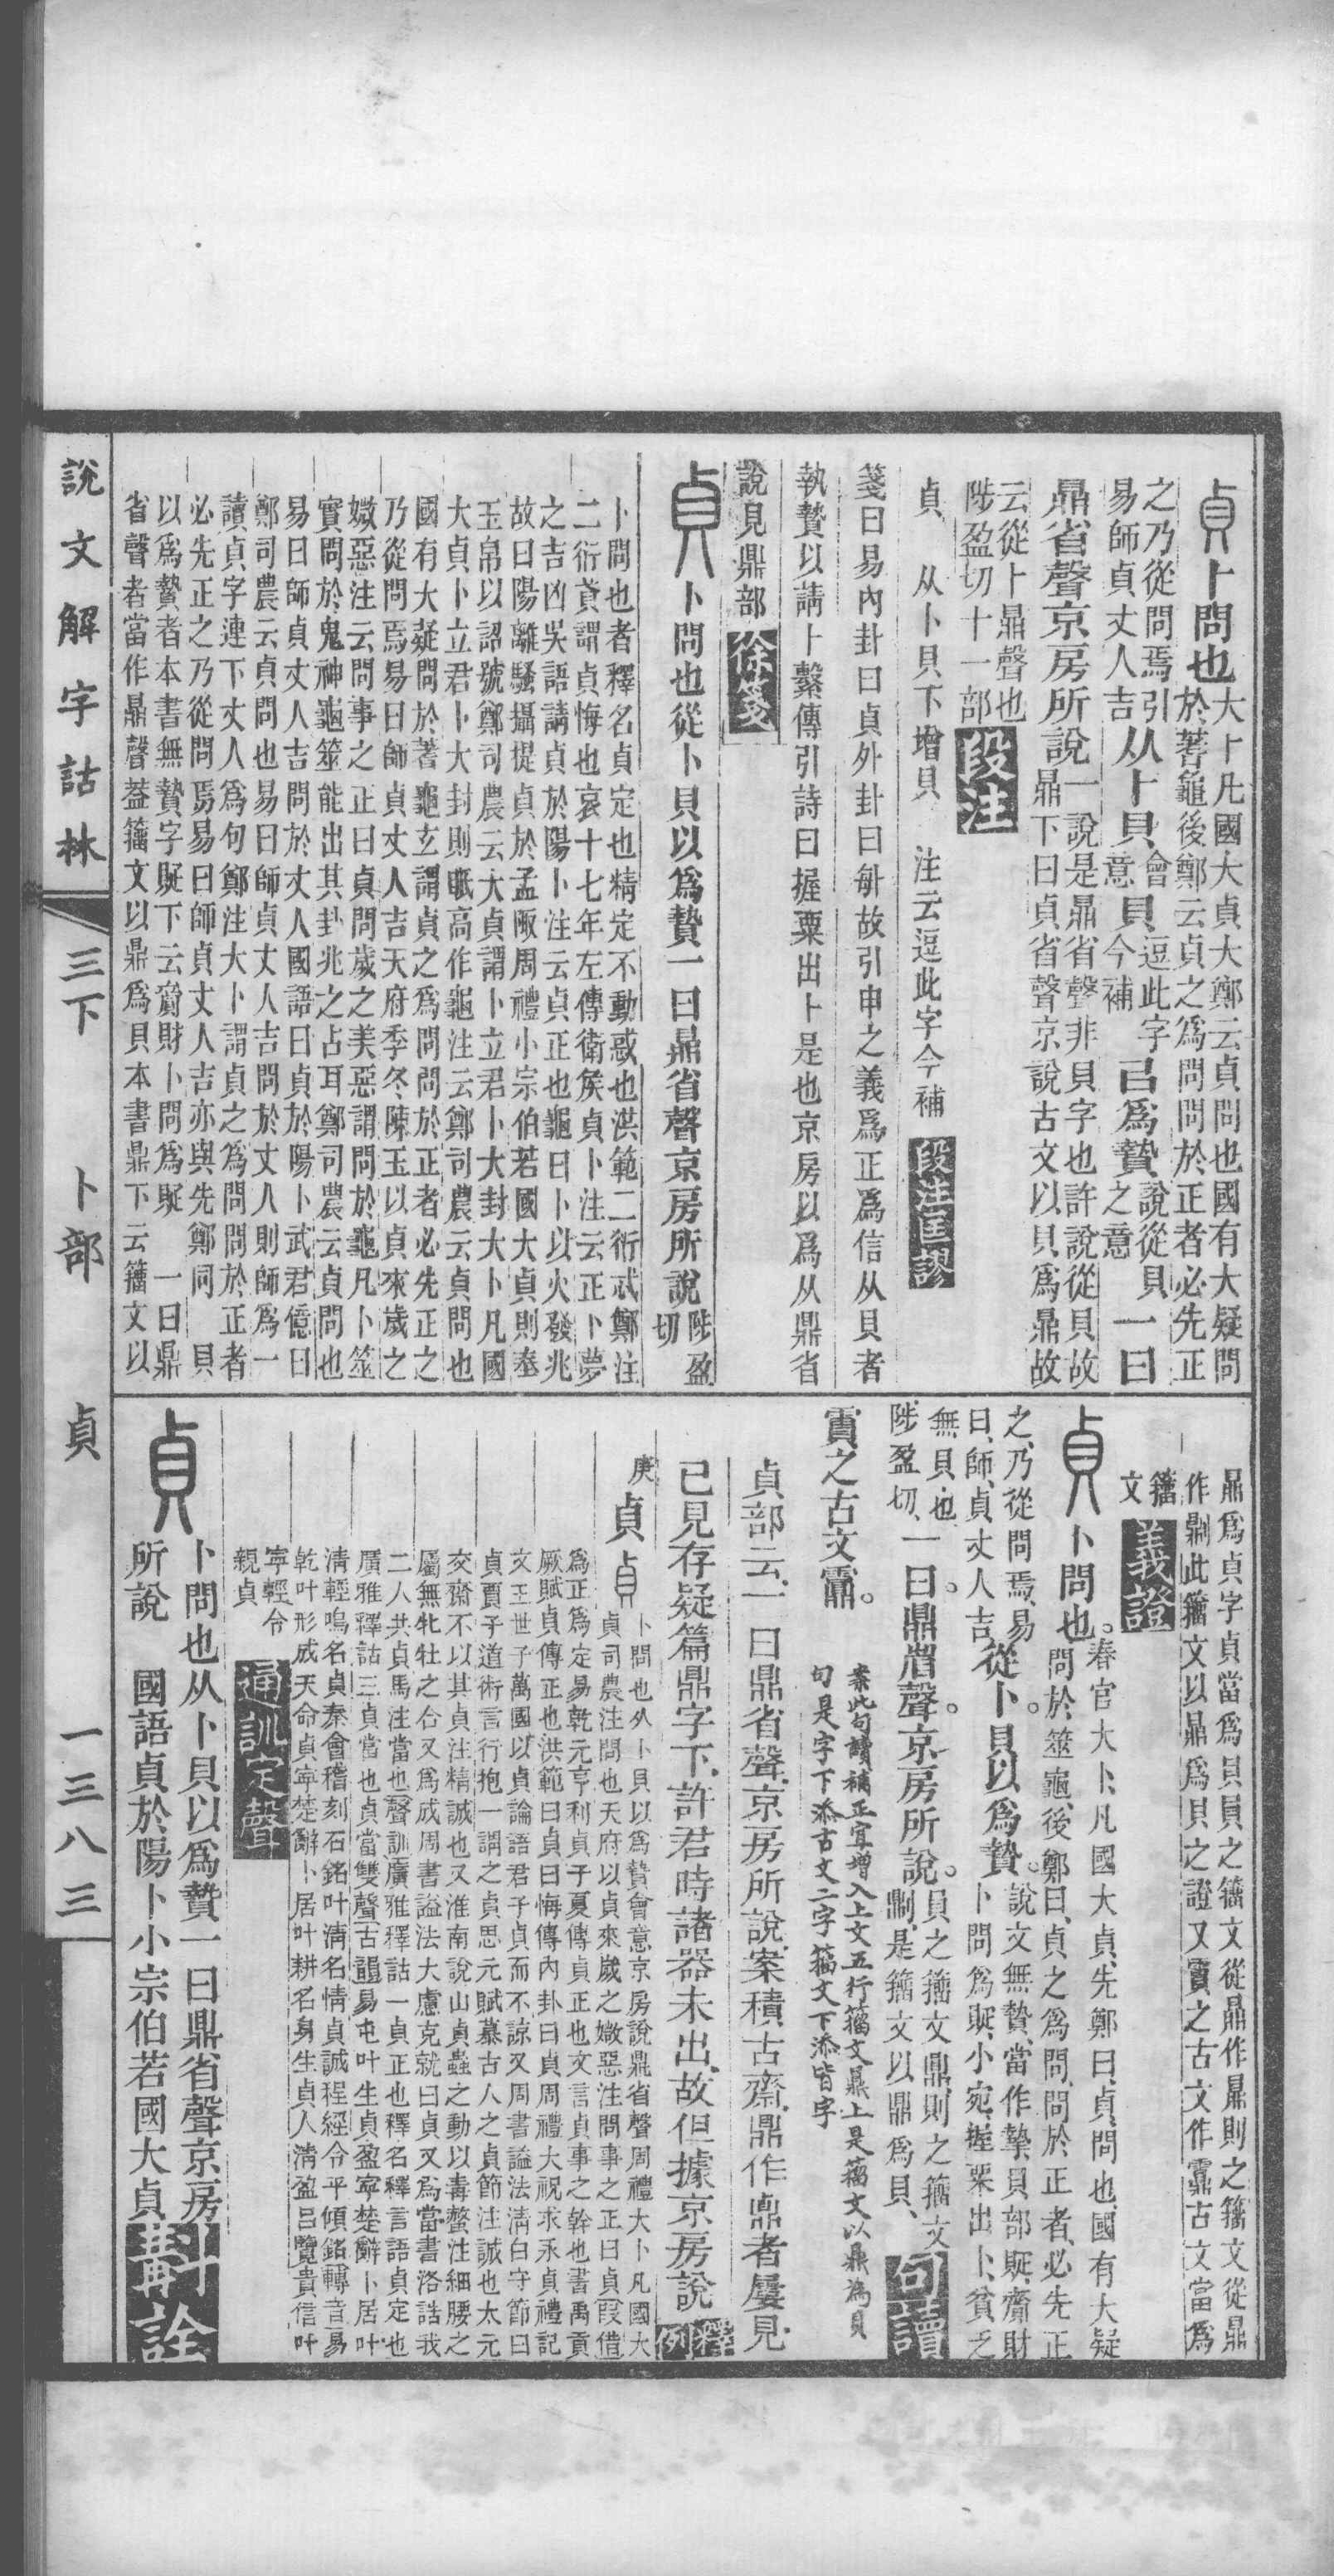 貞卜問也大卜凡國大貞大鄭云貞問也國有大疑問
於蓍龜後鄭云貞之爲問問於正者必先正
之乃從問焉引
易師貞丈人吉从卜貝會意貝逗此字今補㠯爲贄說從貝之意一曰
鼎省聲京房所說一說是鼎省聲非貝字也許說從貝故
鼎下曰貞省聲京說古文以貝爲鼎故
云從卜鼎聲也
陟盈切十一部段注
貞 从卜貝下增貝 注云逗此字今補 段注匡謬
箋曰易內卦曰貞外卦曰𠧩故引申之義爲正爲信从貝者
執贄以請卜繫傳引詩曰握粟出卜是也京房以爲从鼎省
說見鼎部徐箋
貞卜問也從卜貝以爲贄一曰鼎省聲京房所說陟盈切
卜問也者釋名貞定也精定不動惑也洪範二衍忒鄭注
二衍貣謂貞悔也哀十七年左傳衛矦貞卜注云正卜夢
之吉凶吳語請貞於陽卜注云貞正也龜曰卜以火發兆
故曰陽離騷攝提貞於孟陬周禮小宗伯若國大貞則奉
玉帛以詔號鄭司農云大貞謂卜立君卜大封大卜凡國
大貞卜立君卜大封則眂高作龜注云鄭司農云貞問也
國有大疑問於蓍龜玄謂貞之爲問問於正者必先正之
乃從問焉易曰師貞丈人吉天府季冬陳玉以貞來歲之
媺惡注云問事之正曰貞問歲之美惡謂問於龜凡卜筮
實問於鬼神龜筮能出其卦兆之占耳鄭司農云貞問也
易曰師貞丈人吉問於丈人國語曰貞於陽卜武君億曰
鄭司農云貞問也易曰師貞丈人吉問於丈人則師爲一
讀貞字連下丈人爲句鄭注大卜謂貞之爲問問於正者
必先正之乃從問焉易曰師貞丈人吉亦與先鄭同 貝
以爲贄者本書無贄字貶下云齎財卜問爲貶 一曰鼎
省聲者當作鼎聲葢籒文以鼎爲貝本書鼎下云籒文以
鼎爲貞字貞當爲貝員之籒文從鼎作鼎則之籒文從鼎
作鼎此籒文以鼎爲貝之證又賣之古文作古文當爲
籒文義證
貞卜問也。春官大卜、凡國大貞、先鄭曰、貞、問也、國有大疑
問於筮龜、後鄭曰、貞之爲問、問於正者、必先正
之、乃從問焉、易
曰、師、貞丈人吉從卜。貝以爲贄。說文無贄、當作摯貝部貶、齎財
卜問爲貶、小宛、握粟出卜、貧乏
無貝也
陟盈切、一曰。鼎省聲。京房所說。員之籒文鼎、則之籒文
是籒文以鼎爲貝、句讀
賣之古文。
案此句讀補正宜增入上文五行籒文鼎上是籒文以鼎爲貝
句是字下添古文二字籒文下添皆字
貞部云、一曰鼎省聲、京房所說、案積古齋、鼎作鼑者屢見、
已見存疑篇鼎字下、許君時諸器未出、故但據京房說釋例
庚
貞貞卜問也从卜貝以爲贄會意京房說鼎省聲周禮大卜凡國大
貞司農注問也天府以貞來歲之媺惡注問事之正曰貞叚借
爲正爲定易乾元亨利貞子夏傳貞正也文言貞事之幹也書禹貢
厥賦貞傳正也洪範曰貞曰悔傳內卦曰貞周禮大祝求永貞禮記
文王世子萬國以貞論語君子貞而不諒又周書謚法清白守節曰
貞賈子道術言行抱一謂之貞思元賦慕古人之貞節注誠也太元
交齋不以其貞注精誠也又淮南說山貞蟲之動以毒螫注細腰之
屬無牝牡之合又爲成周書謚法大慮克就曰貞又爲當書洛誥我
二人共貞馬注當也聲訓廣雅釋詁一貞正也釋名釋言語貞定也
廣雅釋詁三貞當也貞當雙聲古韻易屯叶生貞盈寧楚辭卜居叶
清輕鳴名貞秦會稽刻石銘叶清名情貞誠程經令平傾銘轉音易
乾叶形成天命貞寧楚辭卜居叶耕名身生貞人清盈呂覽貴信叶
寧輕令
親貞通訓定聲
貞卜問也从卜貝以爲贄一曰鼎省聲京房
所說 國語貞於陽卜小宗伯若國大貞斠詮
說文解字詁林 三下 卜部 貞 一三八三